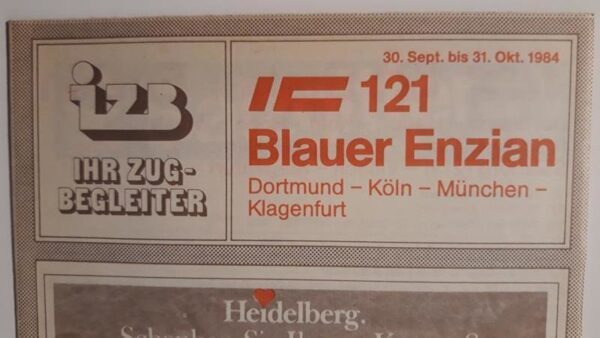 izb
IHR ZUG-
BEGLEITER
30. Sept. bis 31. Okt. 1984
IC 121
Blauer Enzian
Dortmund – Köln – München –
Klagenfurt
Heidelberg.